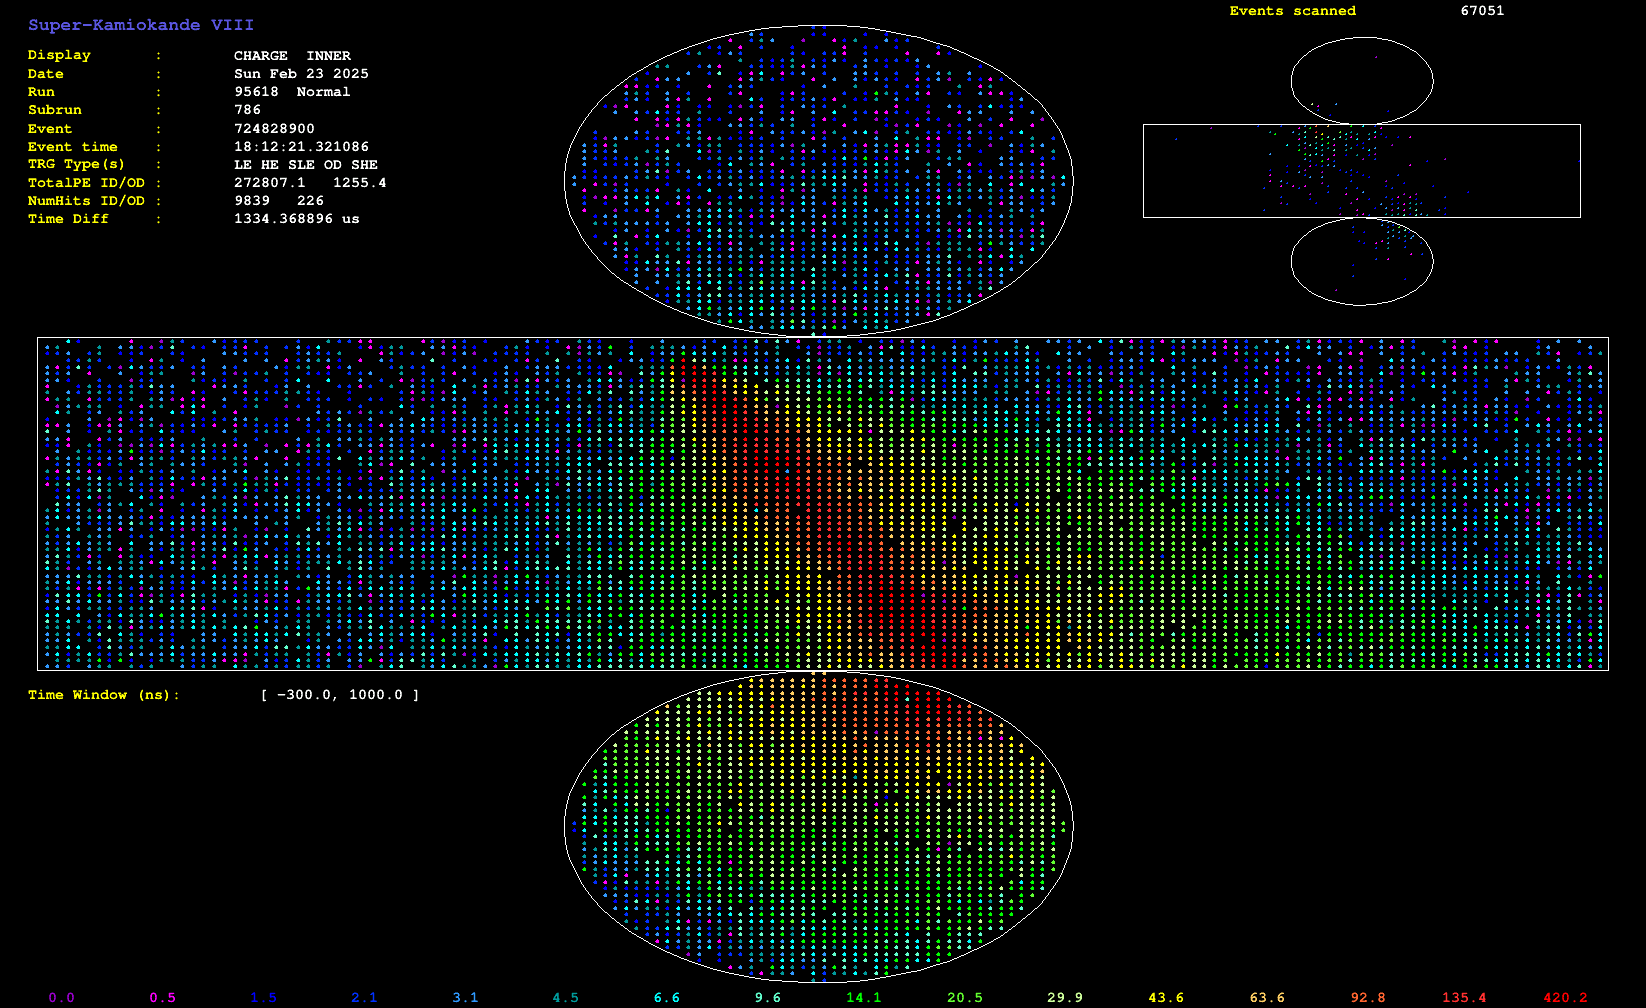 Super-Kamiokande VIII
Events scanned 67051
Display : CHARGE INNER
Date : Sun Feb 23 2025
Run : 95618 Normal
Subrun : 786
Event : 724828900
Event time : 18:12:21.321086
TRG Type(s) : LE HE SLE OD SHE
TotalPE ID/OD : 272807.1 1255.4
NumHits ID/OD : 9839 226
Time Diff : 1334.368896 us
Time Window (ns): [ -300.0, 1000.0 ]
0.0 0.5 1.5 2.1 3.1 4.5 6.6 9.6 14.1 20.5 29.9 43.6 63.6 92.8 135.4 420.2